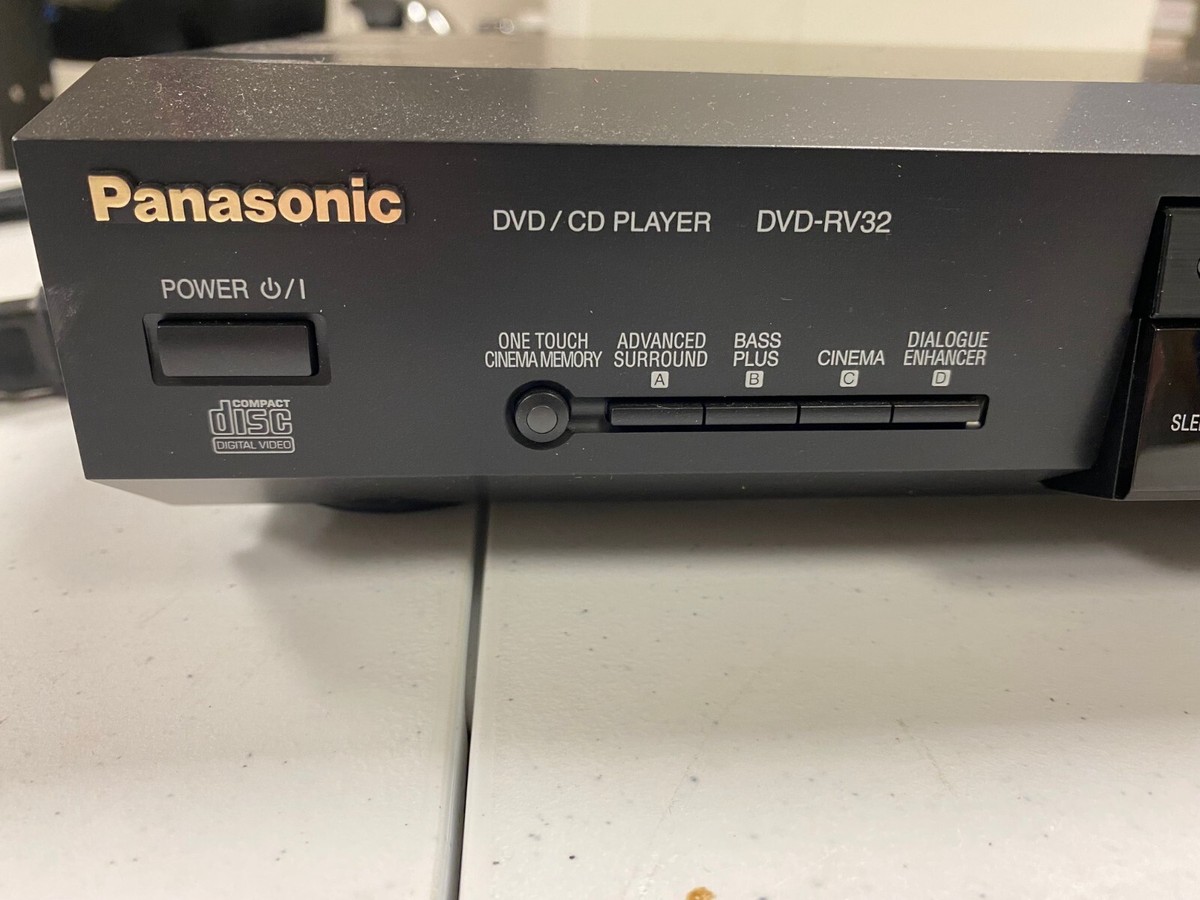 Panasonic
DVD / CD PLAYER DVD-RV32
POWER ⏻/I
ONE TOUCH
CINEMA MEMORY
ADVANCED
SURROUND
A
BASS
PLUS
B
CINEMA
C
DIALOGUE
ENHANCER
D
COMPACT
disc
DIGITAL VIDEO